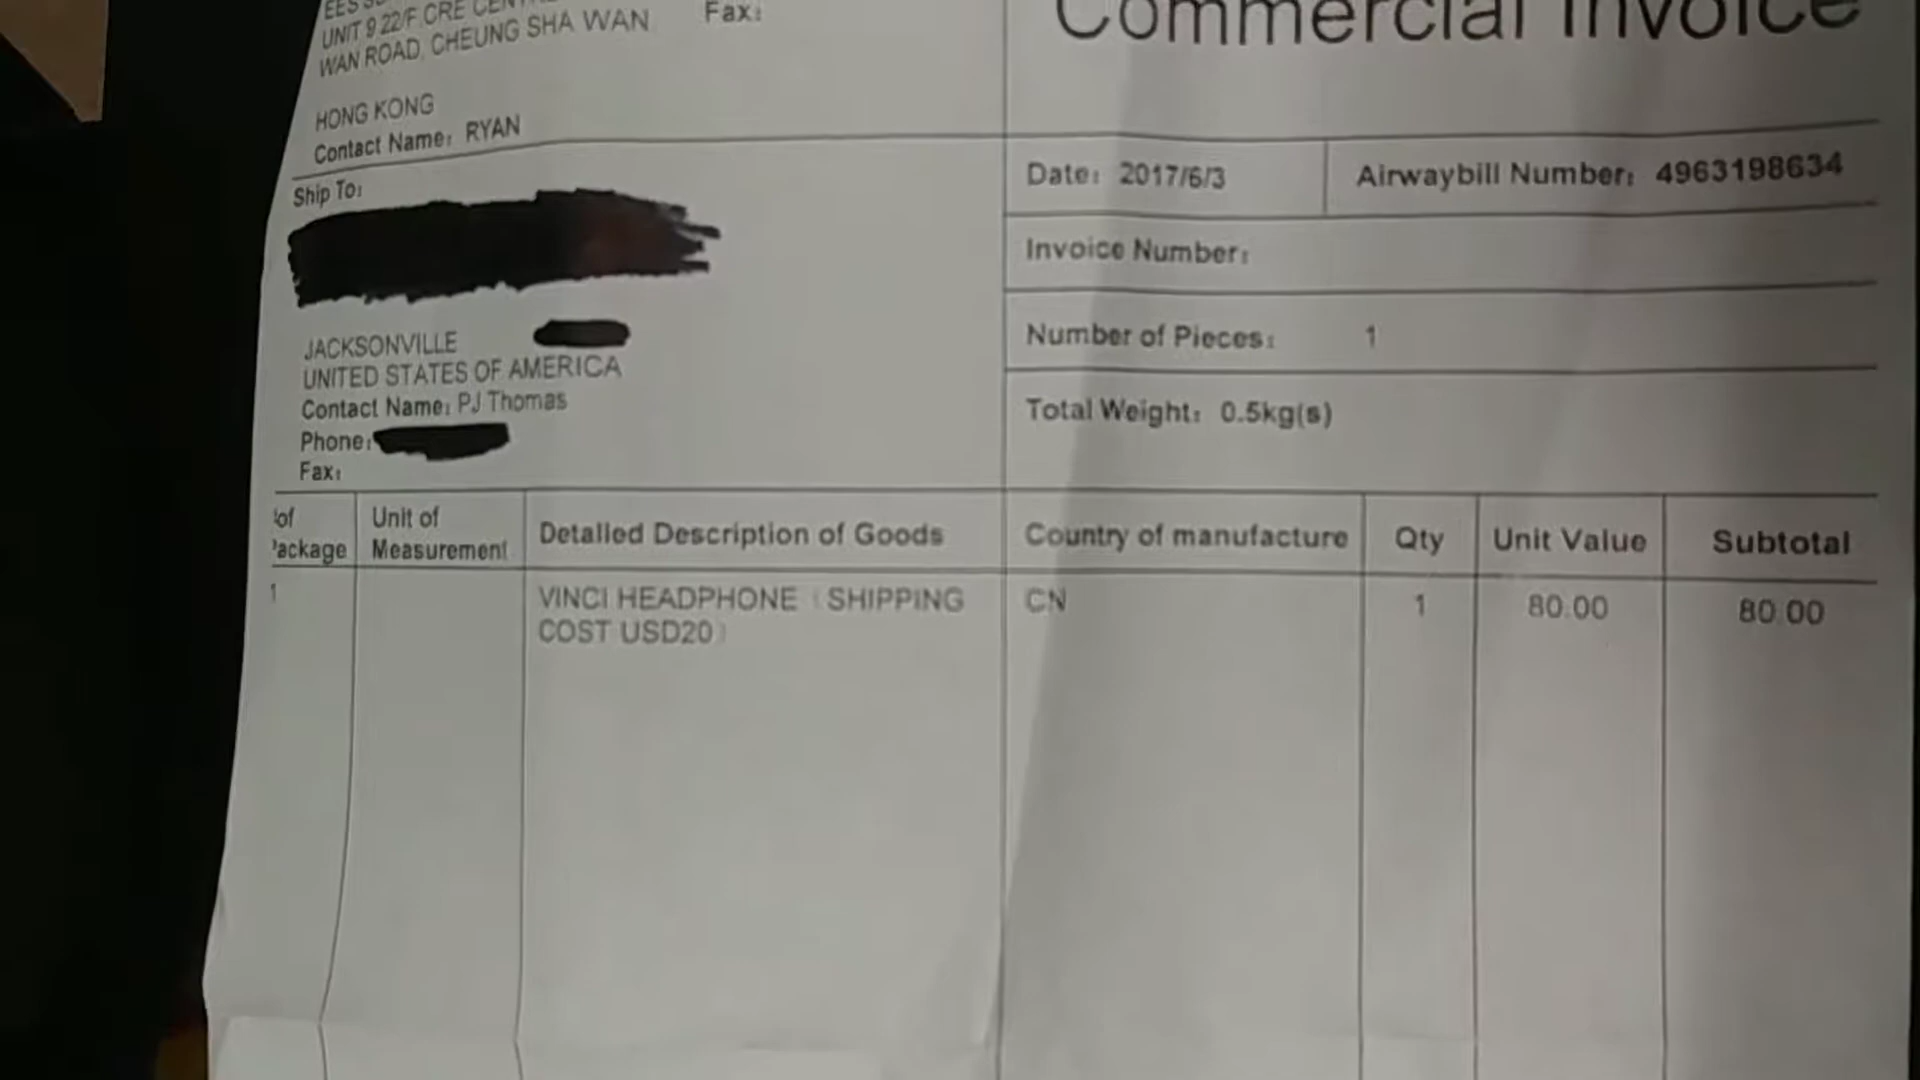 UNIT 9 22/F CRE
WAN ROAD, CHEUNG SHA WAN
Fax:
HONG KONG
Contact Name: RYAN
Commercial Invoice
Ship To:
Date: 2017/6/3
Airwaybill Number: 4963198634
Invoice Number:
JACKSONVILLE
UNITED STATES OF AMERICA
Contact Name: PJ Thomas
Phone:
Fax:
Number of Pieces: 1
Total Weight: 0.5kg(s)
of
ackage
Unit of
Measurement
Detailed Description of Goods
Country of manufacture
Qty
Unit Value
Subtotal
1
VINCI HEADPHONE (SHIPPING
COST USD20)
CN
1
80.00
80.00